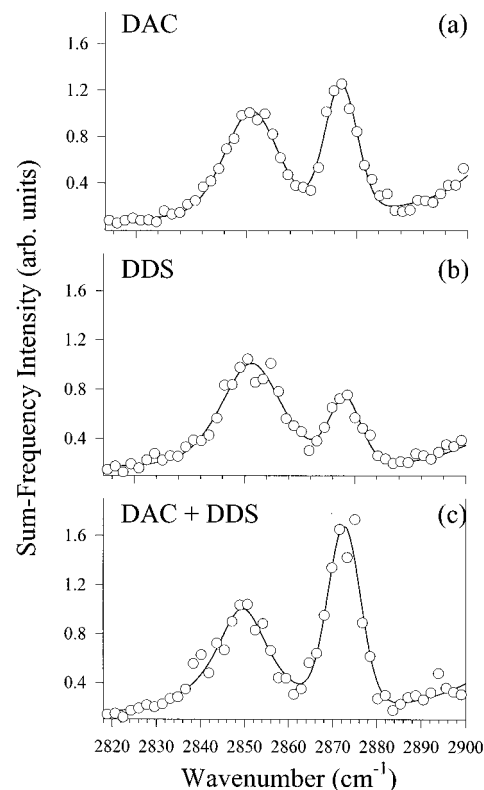 DAC (a)
1.6
1.2
0.8
0.4
DDS (b)
1.6
1.2
0.8
0.4
Sum-Frequency Intensity (arb. units)
DAC + DDS (c)
1.6
1.2
0.8
0.4
2820 2830 2840 2850 2860 2870 2880 2890 2900
Wavenumber (cm⁻¹)